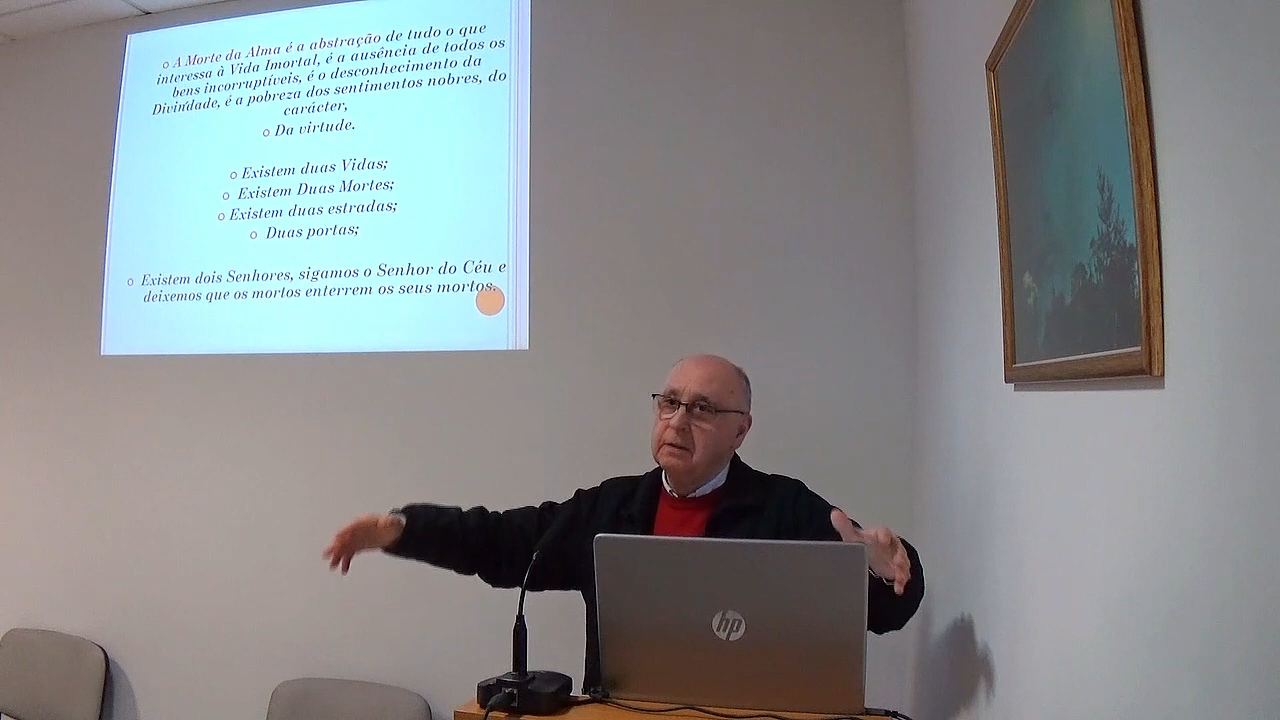 A Morte da Alma é a abstração de tudo o que
interessa à Vida Imortal, é a ausência de todos os
bens incorruptíveis, é o desconhecimento da
Divindade, é a pobreza dos sentimentos nobres, do
carácter,
Da virtude.
Existem duas Vidas;
Existem Duas Mortes;
Existem duas estradas;
Duas portas;
Existem dois Senhores, sigamos o Senhor do Céu e
deixemos que os mortos enterrem os seus mortos.
hp